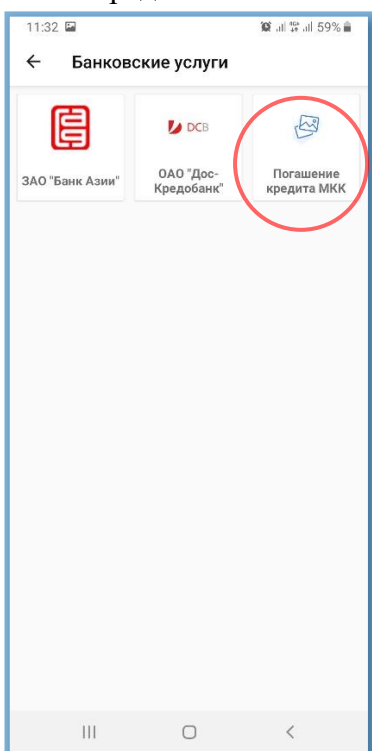 11:32 59%
Банковские услуги
DCB
ЗАО "Банк Азии"
ОАО "Дос-
Кредобанк"
Погашение
кредита МКК